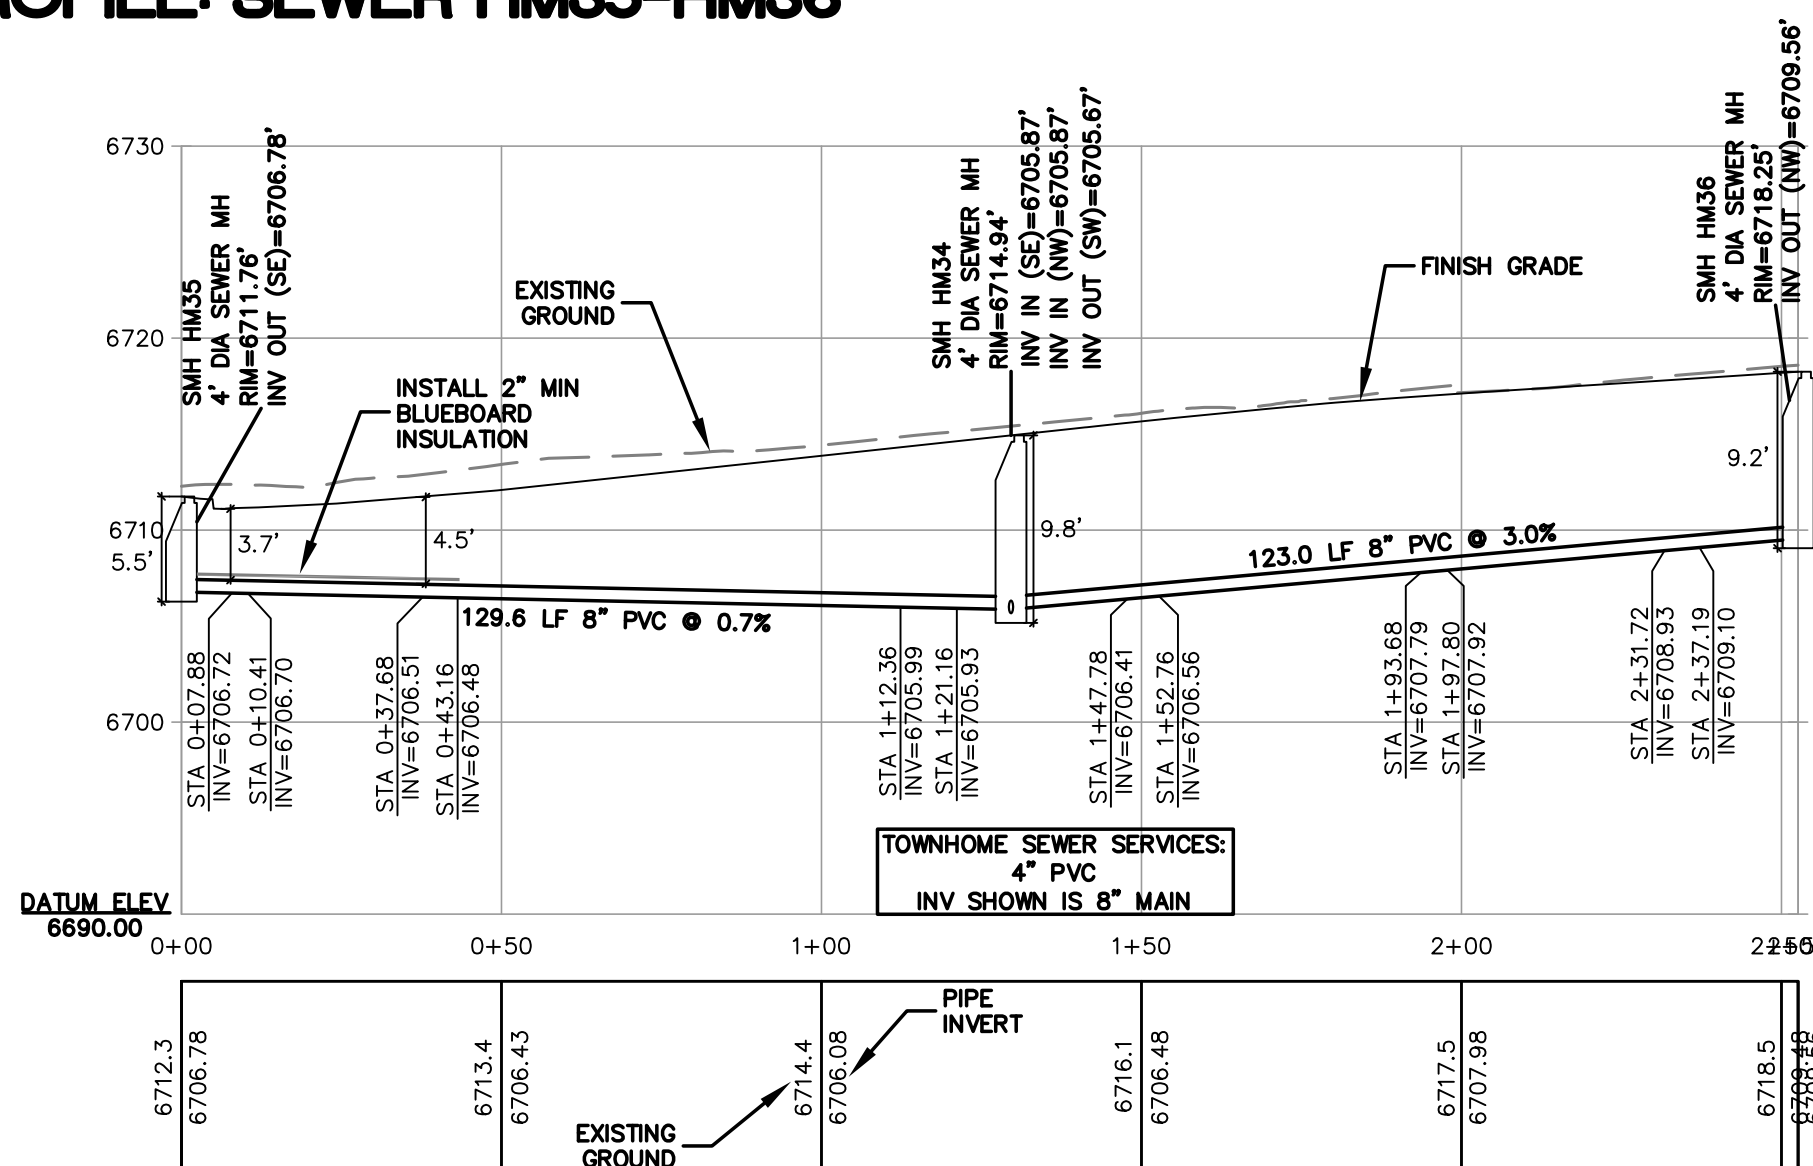 PROFILE: SEWER HM35-HM36
6730
6720
6710
6700
DATUM ELEV
6690.00
SMH HM35
4' DIA SEWER MH
RIM=6711.76'
INV OUT (SE)=6706.78'
EXISTING
GROUND
INSTALL 2" MIN
BLUEBOARD
INSULATION
SMH HM34
4' DIA SEWER MH
RIM=6714.94'
INV IN (SE)=6705.87'
INV IN (NW)=6705.87'
INV OUT (SW)=6705.67'
FINISH GRADE
SMH HM36
4' DIA SEWER MH
RIM=6718.25'
INV OUT (NW)=6709.56'
5.5'
3.7'
4.5'
9.8'
9.2'
129.6 LF 8" PVC @ 0.7%
123.0 LF 8" PVC @ 3.0%
STA 0+07.88
INV=6706.72
STA 0+10.41
INV=6706.70
STA 0+37.68
INV=6706.51
STA 0+43.16
INV=6706.48
STA 1+12.36
INV=6705.99
STA 1+21.16
INV=6705.93
STA 1+47.78
INV=6706.41
STA 1+52.76
INV=6706.56
STA 1+93.68
INV=6707.79
STA 1+97.80
INV=6707.92
STA 2+31.72
INV=6708.93
STA 2+37.19
INV=6709.10
TOWNHOME SEWER SERVICES:
4" PVC
INV SHOWN IS 8" MAIN
0+00
0+50
1+00
1+50
2+00
2+50
PIPE
INVERT
6712.3
6706.78
6713.4
6706.43
6714.4
6706.08
6716.1
6706.48
6717.5
6707.98
6718.5
6709.48
EXISTING
GROUND